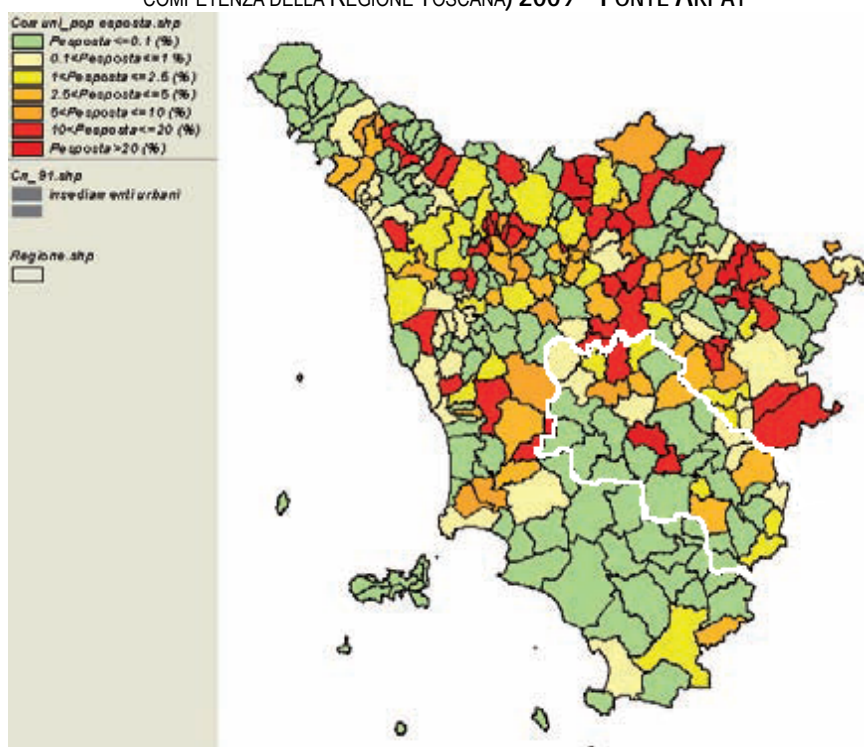 COMPETENZA DELLA REGIONE TOSCANA) 2009 - FONTE ARPAT
Comuni_pop esposta.shp
Pesposta<=0.1 (%)
0.1<Pesposta<=1 %)
1<Pesposta<=2.5 (%)
2.5<Pesposta<=5 (%)
5<Pesposta<=10 (%)
10<Pesposta<=20 (%)
Pesposta>20 (%)
Cn_91.shp
insediamenti urbani
Regione.shp